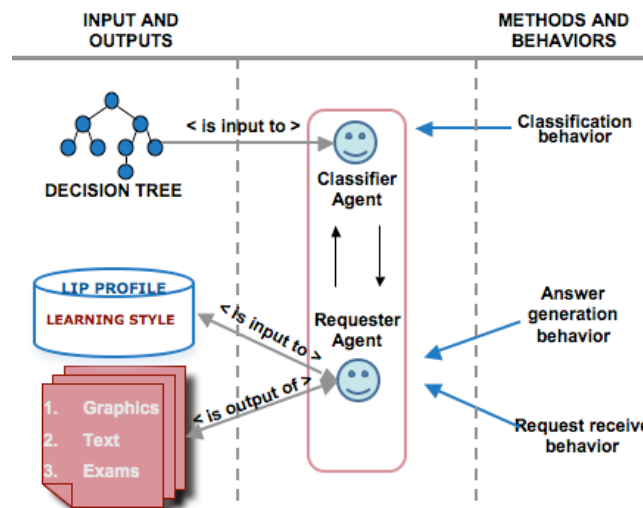 INPUT AND
OUTPUTS
METHODS AND
BEHAVIORS
< is input to >
DECISION TREE
Classifier
Agent
Classification
behavior
LIP PROFILE
LEARNING STYLE
< is input to >
Requester
Agent
Answer
generation
behavior
< is output of >
1. Graphics
2. Text
3. Exams
Request receive
behavior